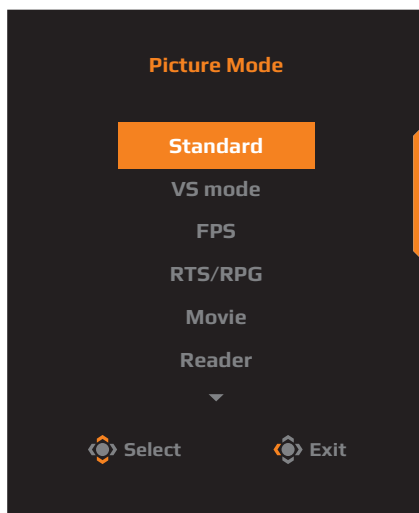 Picture Mode
Standard
VS mode
FPS
RTS/RPG
Movie
Reader
Select Exit